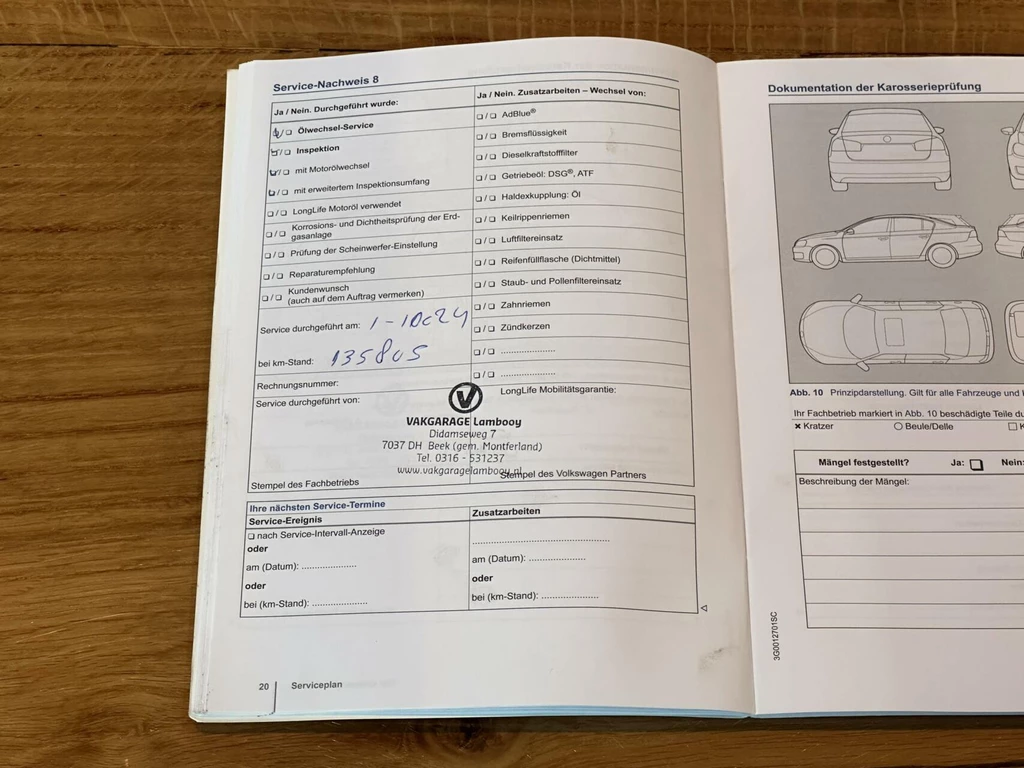 Service-Nachweis 8
Ja / Nein. Durchgeführt wurde:
❑/❑ Ölwechsel-Service
❑/❑ Inspektion
❑/❑ mit Motorölwechsel
❑/❑ mit erweitertem Inspektionsumfang
❑/❑ LongLife Motoröl verwendet
❑/❑ Korrosions- und Dichtheitsprüfung der Erd-
gasanlage
❑/❑ Prüfung der Scheinwerfer-Einstellung
❑/❑ Reparaturempfehlung
❑/❑ Kundenwunsch
(auch auf dem Auftrag vermerken)
Service durchgeführt am: 1-10c24
bei km-Stand: 135805
Rechnungsnummer:
Service durchgeführt von:
Ja / Nein. Zusatzarbeiten – Wechsel von:
❑/❑ AdBlue®
❑/❑ Bremsflüssigkeit
❑/❑ Dieselkraftstofffilter
❑/❑ Getriebeöl: DSG®, ATF
❑/❑ Haldexkupplung: Öl
❑/❑ Keilrippenriemen
❑/❑ Luftfiltereinsatz
❑/❑ Reifenfüllflasche (Dichtmittel)
❑/❑ Staub- und Pollenfiltereinsatz
❑/❑ Zahnriemen
❑/❑ Zündkerzen
❑/❑ .....................
❑/❑ .....................
LongLife Mobilitätsgarantie:
VAKGARAGE Lambooy
Didamseweg 7
7037 DH Beek (gem. Montferland)
Tel. 0316 - 531237
www.vakgaragelambooy.nl
Stempel des Fachbetriebs
Stempel des Volkswagen Partners
Ihre nächsten Service-Termine
Service-Ereignis
❑ nach Service-Intervall-Anzeige
oder
am (Datum): .....................
oder
bei (km-Stand): .....................
Zusatzarbeiten
.....................
am (Datum): .....................
oder
bei (km-Stand): .....................
20 Serviceplan
Dokumentation der Karosserieprüfung
Abb. 10 Prinzipdarstellung. Gilt für alle Fahrzeuge und
Ihr Fachbetrieb markiert in Abb. 10 beschädigte Teile
× Kratzer ○ Beule/Delle ☐
Mängel festgestellt? Ja: ❑ Nein:
Beschreibung der Mängel:
3G0012701SC